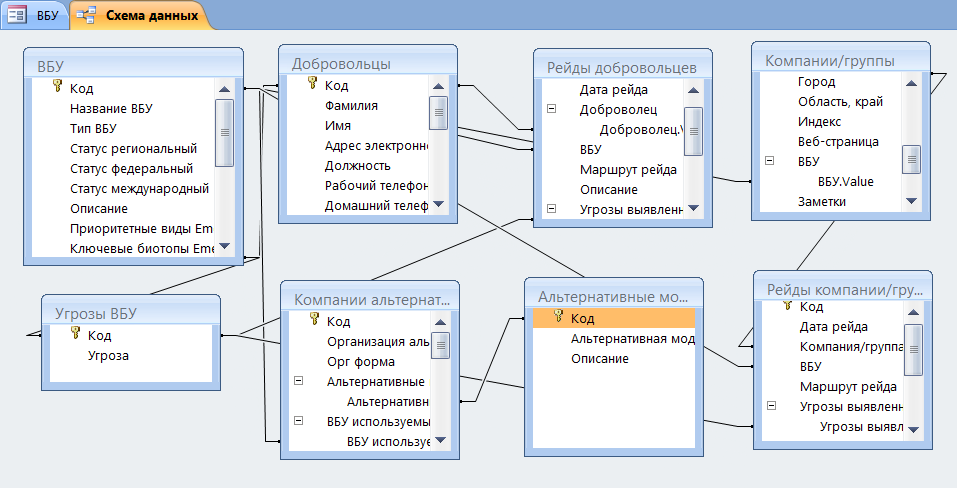 ВБУ
Схема данных
ВБУ
Код
Название ВБУ
Тип ВБУ
Статус региональный
Статус федеральный
Статус международный
Описание
Приоритетные виды Em
Ключевые биотопы Eme
Добровольцы
Код
Фамилия
Имя
Адрес электронн
Должность
Рабочий телефон
Домашний телеф
Рейды добровольцев
Дата рейда
Доброволец
Доброволец.
ВБУ
Маршрут рейда
Описание
Угрозы выявленн
Компании/группы
Город
Область, край
Индекс
Веб-страница
ВБУ
ВБУ.Value
Заметки
Угрозы ВБУ
Код
Угроза
Компании альтернат...
Код
Организация аль
Орг форма
Альтернативные
Альтернативн
ВБУ используемы
ВБУ используе
Альтернативные мо...
Код
Альтернативная мод
Описание
Рейды компании/гру...
Код
Дата рейда
Компания/группа
ВБУ
Маршрут рейда
Угрозы выявленн
Угрозы выявл